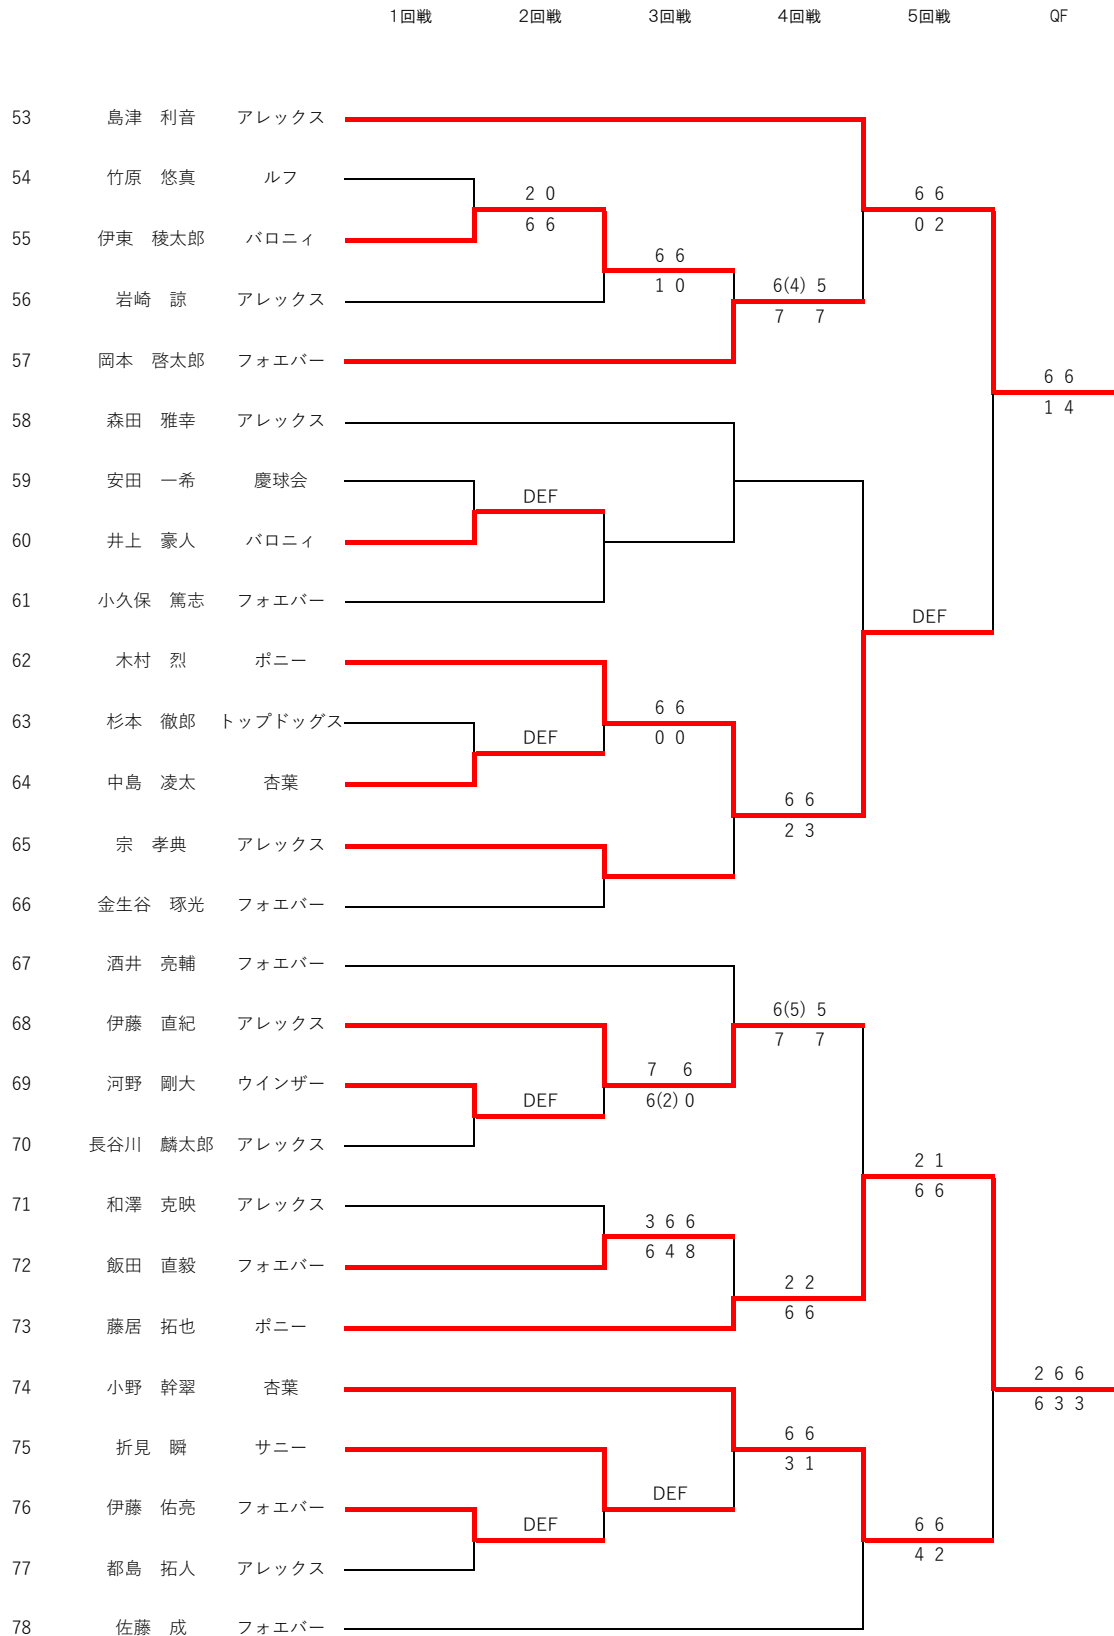 1回戦 2回戦 3回戦 4回戦 5回戦 QF
53 島津 利音 アレックス
54 竹原 悠真 ルフ
2 0 6 6
6 6 0 2
55 伊東 稜太郎 バロニィ
6 6
1 0 6(4) 5
56 岩崎 諒 アレックス
7 7
57 岡本 啓太郎 フォエバー
6 6
1 4
58 森田 雅幸 アレックス
59 安田 一希 慶球会
DEF
60 井上 豪人 バロニィ
61 小久保 篤志 フォエバー
DEF
62 木村 烈 ポニー
6 6
63 杉本 徹郎 トップドッグス
DEF 0 0
64 中島 凌太 杏葉
6 6
2 3
65 宗 孝典 アレックス
66 金生谷 琢光 フォエバー
67 酒井 亮輔 フォエバー
6(5) 5
68 伊藤 直紀 アレックス
7 7
7 6
69 河野 剛大 ウインザー
DEF 6(2) 0
70 長谷川 麟太郎 アレックス
2 1
6 6
71 和澤 克映 アレックス
3 6 6
6 4 8
72 飯田 直毅 フォエバー
2 2
6 6
73 藤居 拓也 ポニー
2 6 6
74 小野 幹翠 杏葉
6 3 3
6 6
75 折見 瞬 サニー
3 1
DEF
76 伊藤 佑亮 フォエバー
DEF 6 6
4 2
77 都島 拓人 アレックス
78 佐藤 成 フォエバー